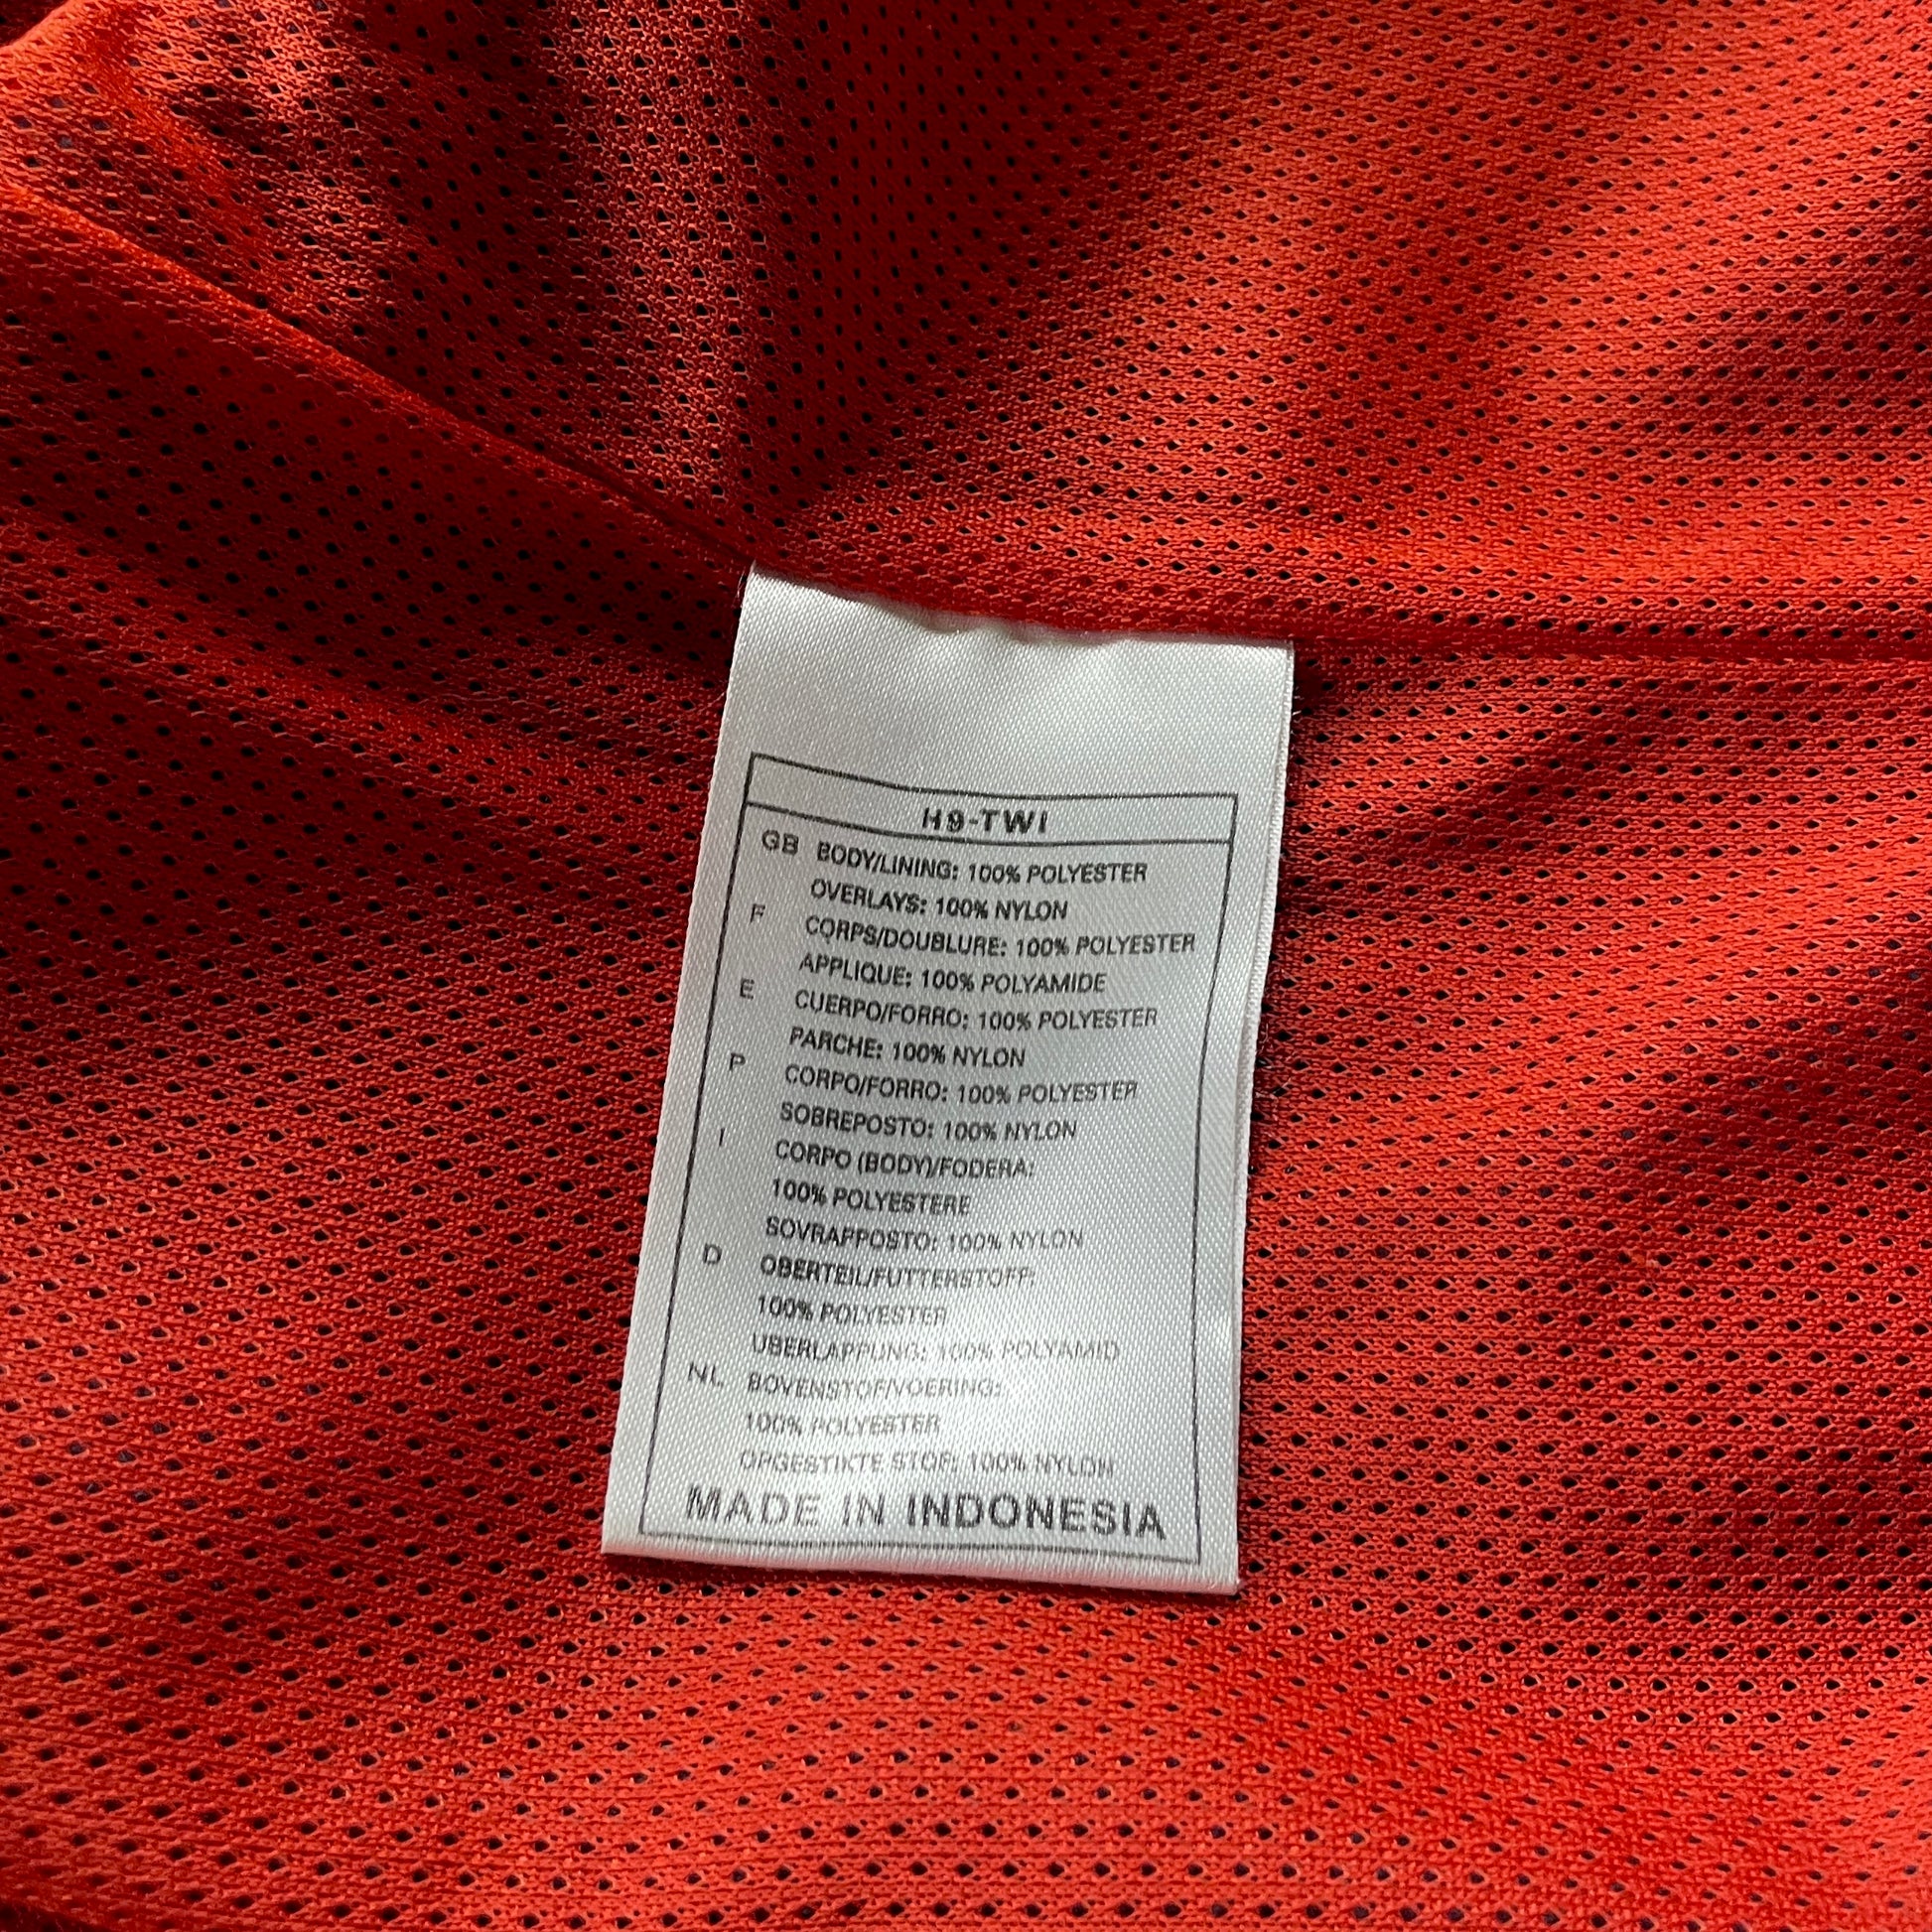 H9-TWI
GB BODY/LINING: 100% POLYESTER
OVERLAYS: 100% NYLON
F CORPS/DOUBLURE: 100% POLYESTER
APPLIQUE: 100% POLYAMIDE
E CUERPO/FORRO: 100% POLYESTER
PARCHE: 100% NYLON
P CORPO/FORRO: 100% POLYESTER
SOBREPOSTO: 100% NYLON
I CORPO (BODY)/FODERA:
100% POLYESTERE
SOVRAPPOSTO: 100% NYLON
D OBERTEIL/FUTTERSTOFF:
100% POLYESTER
UBERLAPPUNG: 100% POLYAMID
NL BOVENSTOF/VOERING:
100% POLYESTER
OPGESTIKTE STOF: 100% NYLON
MADE IN INDONESIA